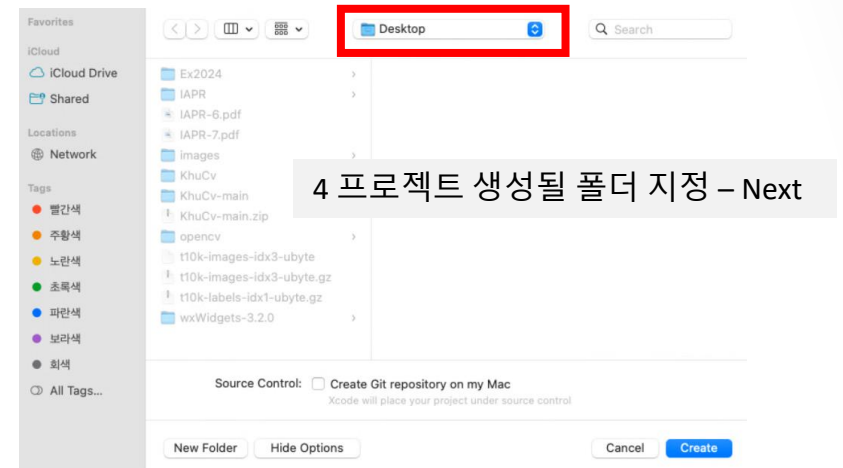 Favorites
iCloud
iCloud Drive
Shared
Locations
Network
Tags
빨간색
주황색
노란색
초록색
파란색
보라색
회색
All Tags...
Desktop
Search
Ex2024
IAPR
IAPR-6.pdf
IAPR-7.pdf
images
KhuCv
KhuCv-main
KhuCv-main.zip
opencv
t10k-images-idx3-ubyte
t10k-images-idx3-ubyte.gz
t10k-labels-idx1-ubyte.gz
wxWidgets-3.2.0
4 프로젝트 생성될 폴더 지정 – Next
Source Control: Create Git repository on my Mac
Xcode will place your project under source control
New Folder Hide Options Cancel Create